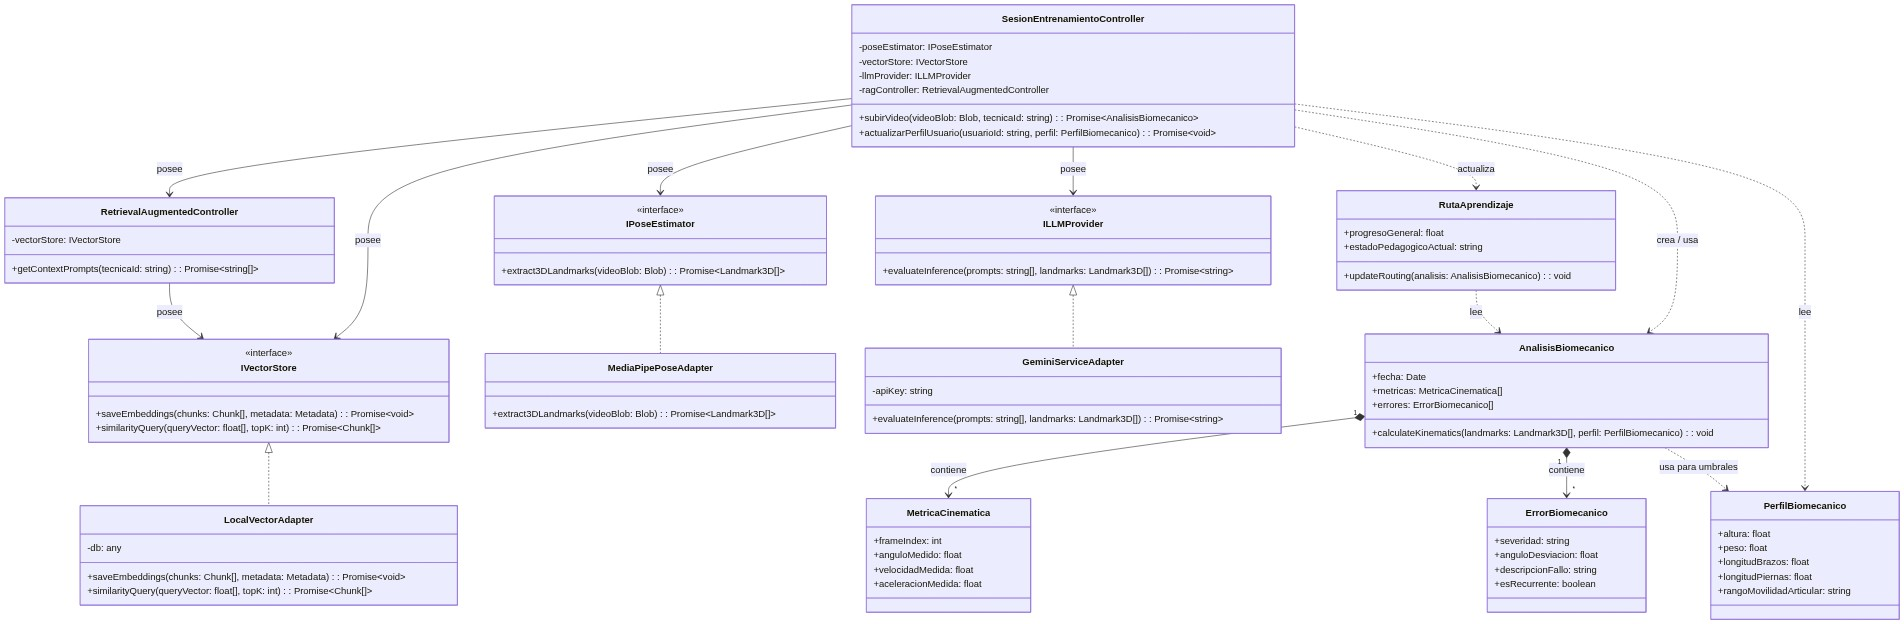 SesionEntrenamientoController
-poseEstimator: IPoseEstimator
-vectorStore: IVectorStore
-llmProvider: ILLMProvider
-ragController: RetrievalAugmentedController
+subirVideo(videoBlob: Blob, tecnicaId: string) : : Promise<AnalisisBiomecanico>
+actualizarPerfilUsuario(usuarioId: string, perfil: PerfilBiomecanico) : : Promise<void>
posee
posee
posee
actualiza
RetrievalAugmentedController
-vectorStore: IVectorStore
+getContextPrompts(tecnicaId: string) : : Promise<string[]>
«interface»
IPoseEstimator
+extract3DLandmarks(videoBlob: Blob) : : Promise<Landmark3D[]>
«interface»
ILLMProvider
+evaluateInference(prompts: string[], landmarks: Landmark3D[]) : : Promise<string>
RutaAprendizaje
+progresoGeneral: float
+estadoPedagogicoActual: string
+updateRouting(analisis: AnalisisBiomecanico) : : void
posee
crea / usa
posee
lee
lee
«interface»
IVectorStore
+saveEmbeddings(chunks: Chunk[], metadata: Metadata) : : Promise<void>
+similarityQuery(queryVector: float[], topK: int) : : Promise<Chunk[]>
MediaPipePoseAdapter
+extract3DLandmarks(videoBlob: Blob) : : Promise<Landmark3D[]>
GeminiServiceAdapter
-apiKey: string
+evaluateInference(prompts: string[], landmarks: Landmark3D[]) : : Promise<string>
AnalisisBiomecanico
+fecha: Date
+metricas: MetricaCinematica[]
+errores: ErrorBiomecanico[]
+calculateKinematics(landmarks: Landmark3D[], perfil: PerfilBiomecanico) : : void
1
1
contiene
contiene
usa para umbrales
*
*
LocalVectorAdapter
-db: any
+saveEmbeddings(chunks: Chunk[], metadata: Metadata) : : Promise<void>
+similarityQuery(queryVector: float[], topK: int) : : Promise<Chunk[]>
MetricaCinematica
+frameIndex: int
+anguloMedido: float
+velocidadMedida: float
+aceleracionMedida: float
ErrorBiomecanico
+severidad: string
+anguloDesviacion: float
+descripcionFallo: string
+esRecurrente: boolean
PerfilBiomecanico
+altura: float
+peso: float
+longitudBrazos: float
+longitudPiernas: float
+rangoMovilidadArticular: string